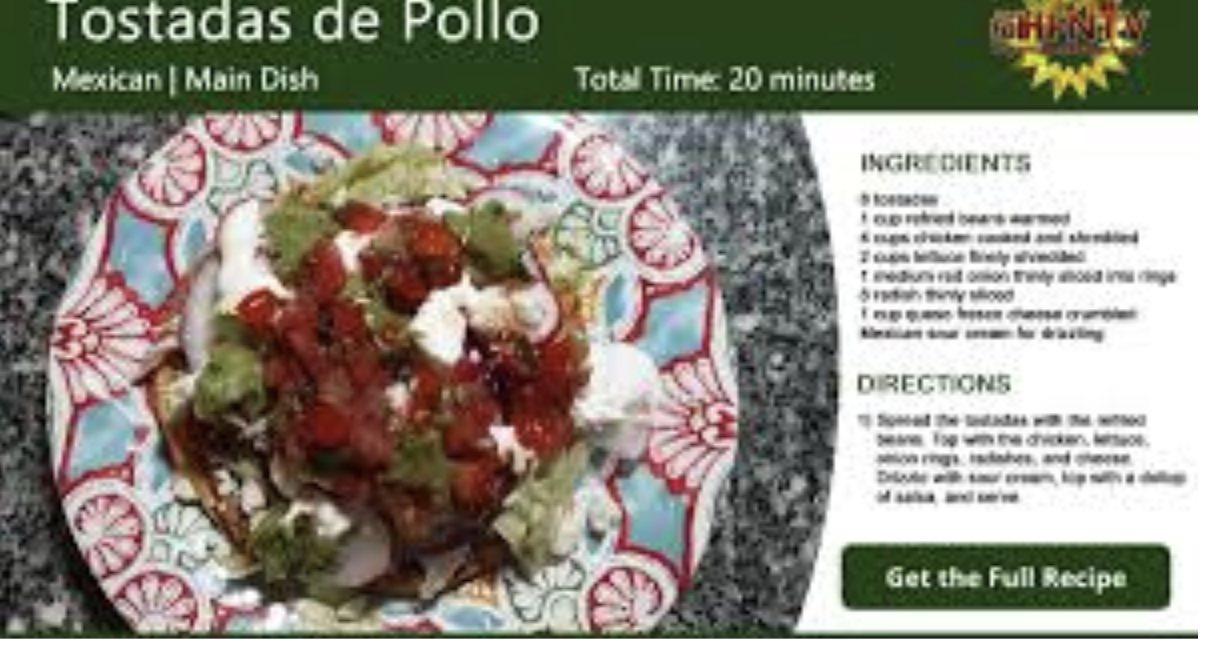 Tostadas de Pollo
Mexican | Main Dish
Total Time: 20 minutes
INGREDIENTS
tostadas
1 cup refried beans warmed
4 cups chicken cooked and shredded
2 cups lettuce finely shredded
1 medium red onion thinly sliced into rings
radish thinly sliced
1 cup queso fresco cheese crumbled
Mexican sour cream for drizzling
DIRECTIONS
1) Spread the tostadas with the refried
beans. Top with the chicken, lettuce,
onion rings, radishes, and cheese.
Drizzle with sour cream, top with a dollop
of salsa, and serve.
Get the Full Recipe